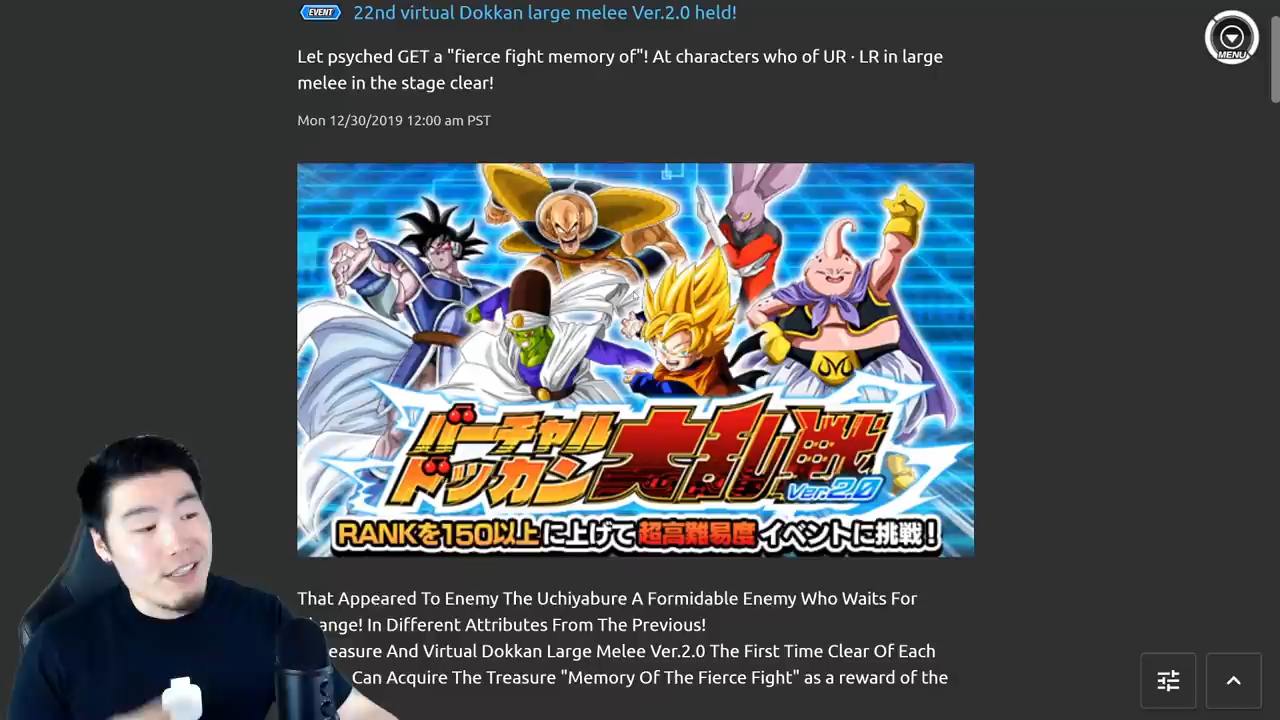 EVENT 22nd virtual Dokkan large melee Ver.2.0 held!
MENU
Let psyched GET a "fierce fight memory of"! At characters who of UR · LR in large
melee in the stage clear!
Mon 12/30/2019 12:00 am PST
バーチャル
ドッカン大乱戦
Ver.2.0
RANKを150以上に上げて超高難易度イベントに挑戦！
That Appeared To Enemy The Uchiyabure A Formidable Enemy Who Waits For
ange! In Different Attributes From The Previous!
easure And Virtual Dokkan Large Melee Ver.2.0 The First Time Clear Of Each
Can Acquire The Treasure "Memory Of The Fierce Fight" as a reward of the